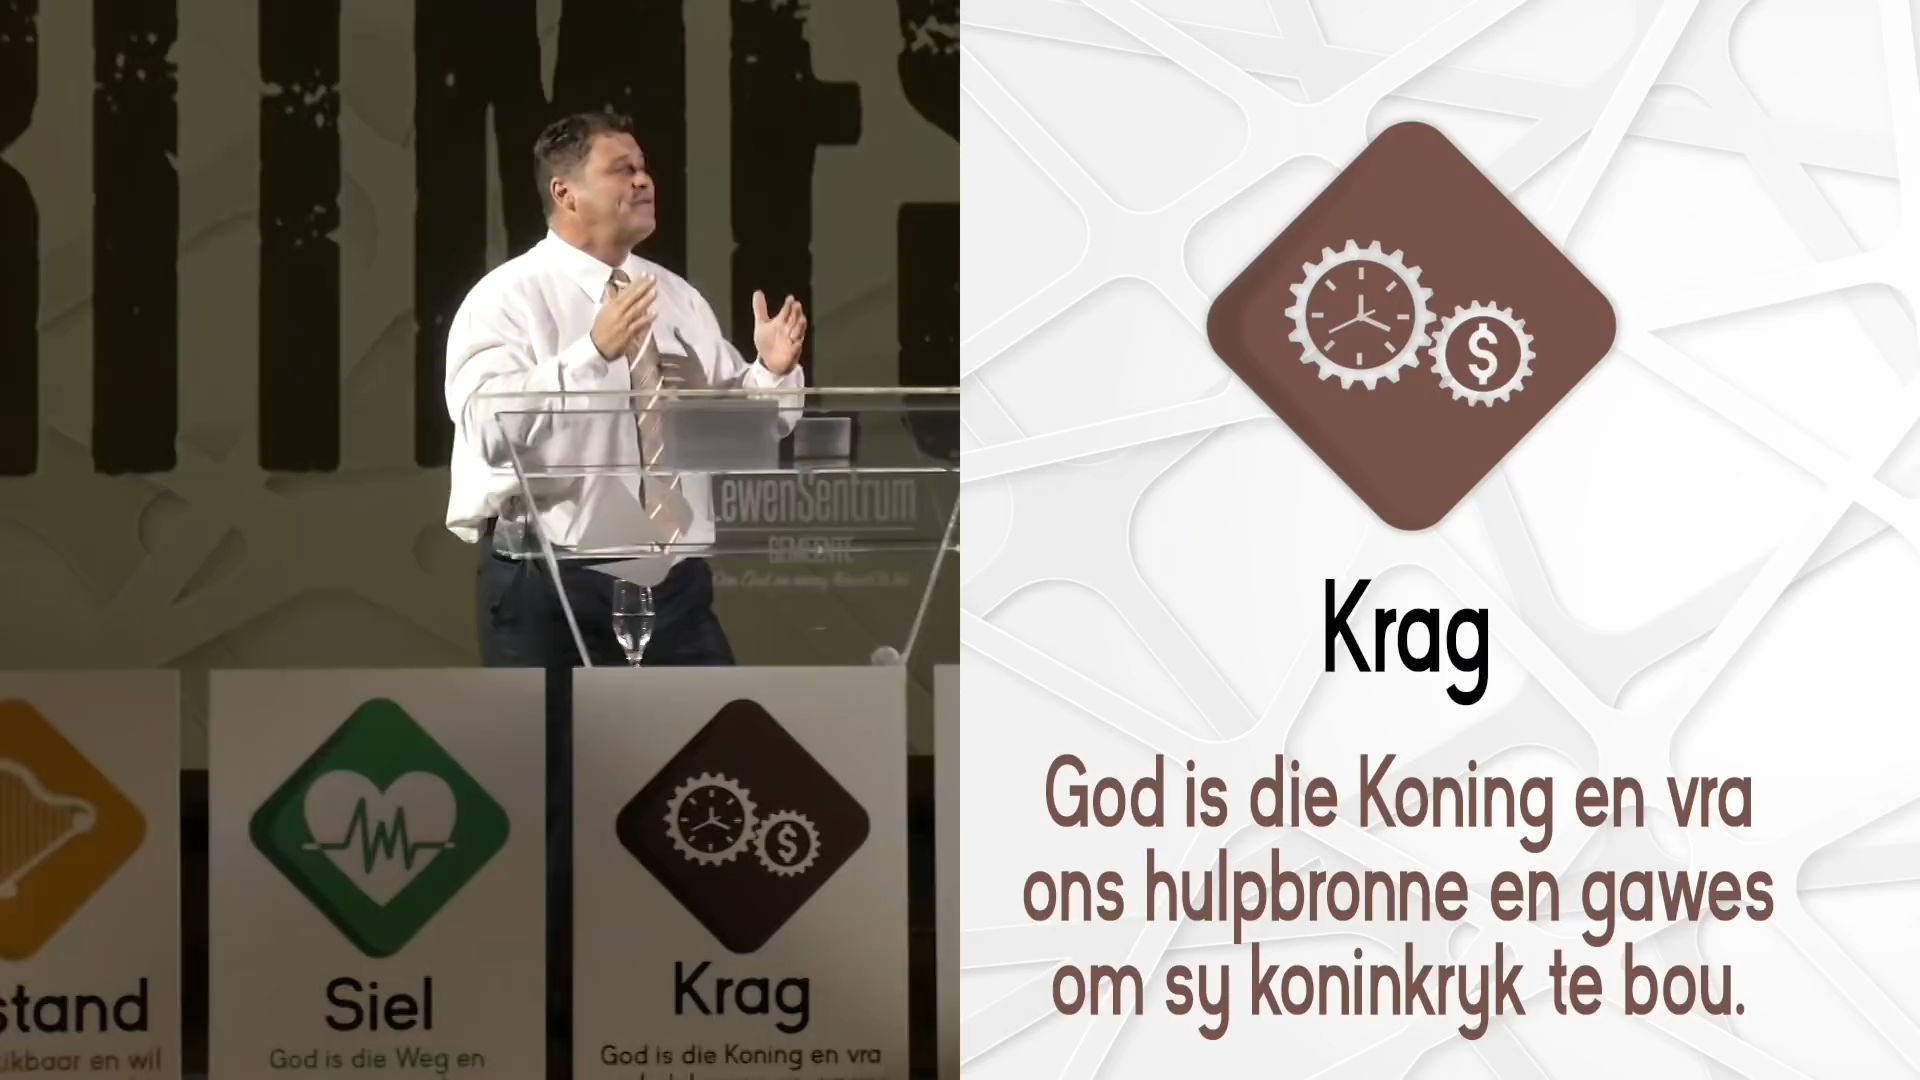 LewenSentrum
GEMEENTE
stand
ikbaar en wil
Siel
God is die Weg en
Krag
God is die Koning en vra
$
$
Krag
God is die Koning en vra
ons hulpbronne en gawes
om sy koninkryk te bou.